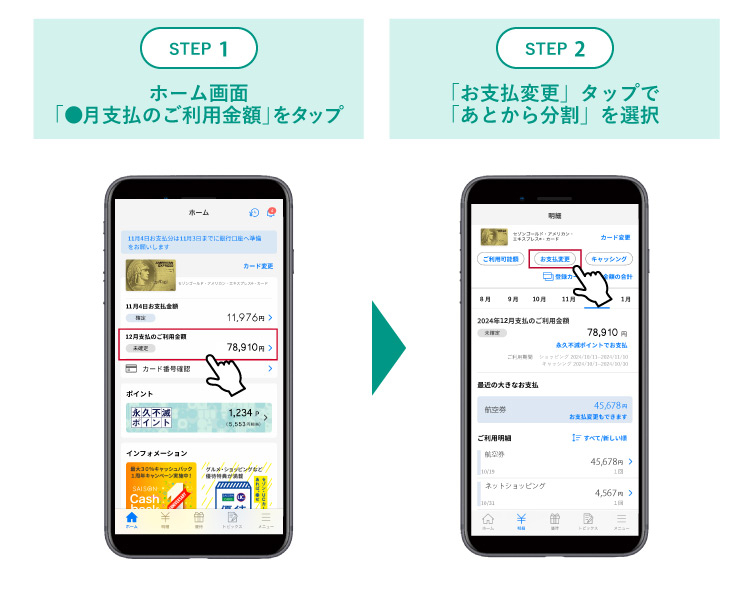 STEP 1
ホーム画面
「●月支払のご利用金額」をタップ
ホーム
11月4日お支払分は11月3日までに銀行口座へ準備
をお願いします
カード変更
セゾンゴールド・アメリカン・エキスプレス®・カード
11月4日お支払金額
確定
11,976円
12月支払のご利用金額
未確定
78,910円
カード番号確認
ポイント
永久不滅
ポイント
1,234 P
インフォメーション
最大30%キャッシュバック
1周年キャンペーン実施中!
SAISON
Cash
back
グルメ・ショッピングなど
優待特典が満載
ホーム
明細
優待
トピックス
メニュー
STEP 2
「お支払変更」タップで
「あとから分割」を選択
明細
セゾンゴールド・アメリカン・
エキスプレス®・カード
カード変更
ご利用可能額
お支払変更
キャッシング
登録カ
金額の合計
8月
9月
10月
11月
1月
2024年12月支払のご利用金額
未確定
78,910 円
永久不滅ポイントでお支払
ご利用期間 ショッピング 2024/10/11~2024/11/10
キャッシング 2024/10/1~2024/10/30
最近の大きなお支払
航空券
45,678円
お支払変更もできます
ご利用明細
すべて/新しい順
航空券
45,678円
10/19
1回
ネットショッピング
4,567円
10/31
1回
ホーム
明細
優待
トピックス
メニュー